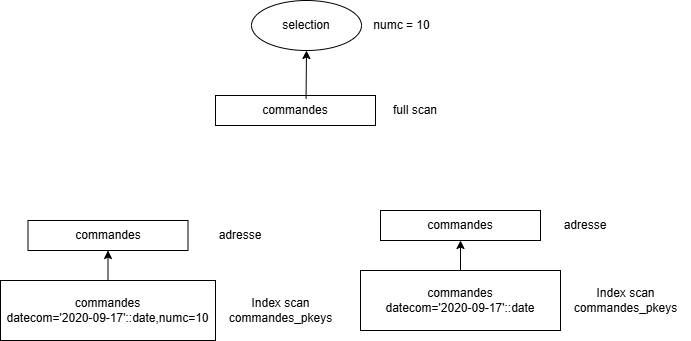 selection
numc = 10
commandes
full scan
commandes
adresse
commandes
datecom='2020-09-17'::date,numc=10
Index scan
commandes_pkeys
commandes
adresse
commandes
datecom='2020-09-17'::date
Index scan
commandes_pkeys